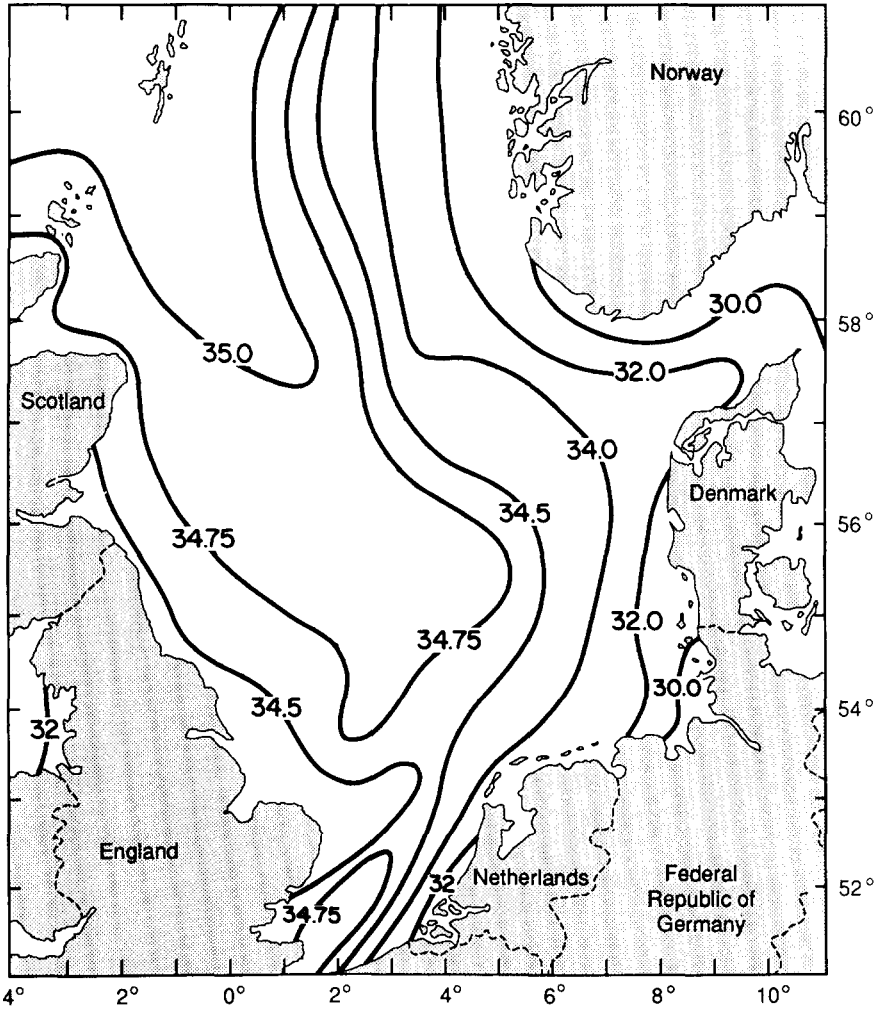 Norway
60°
30.0
58°
35.0
32.0
Scotland
34.0
Denmark
34.5
56°
34.75
32.0
34.75
30.0
34.5
54°
32
England
Netherlands
Federal
Republic of
Germany
32
52°
34.75
4° 2° 0° 2° 4° 6° 8° 10°